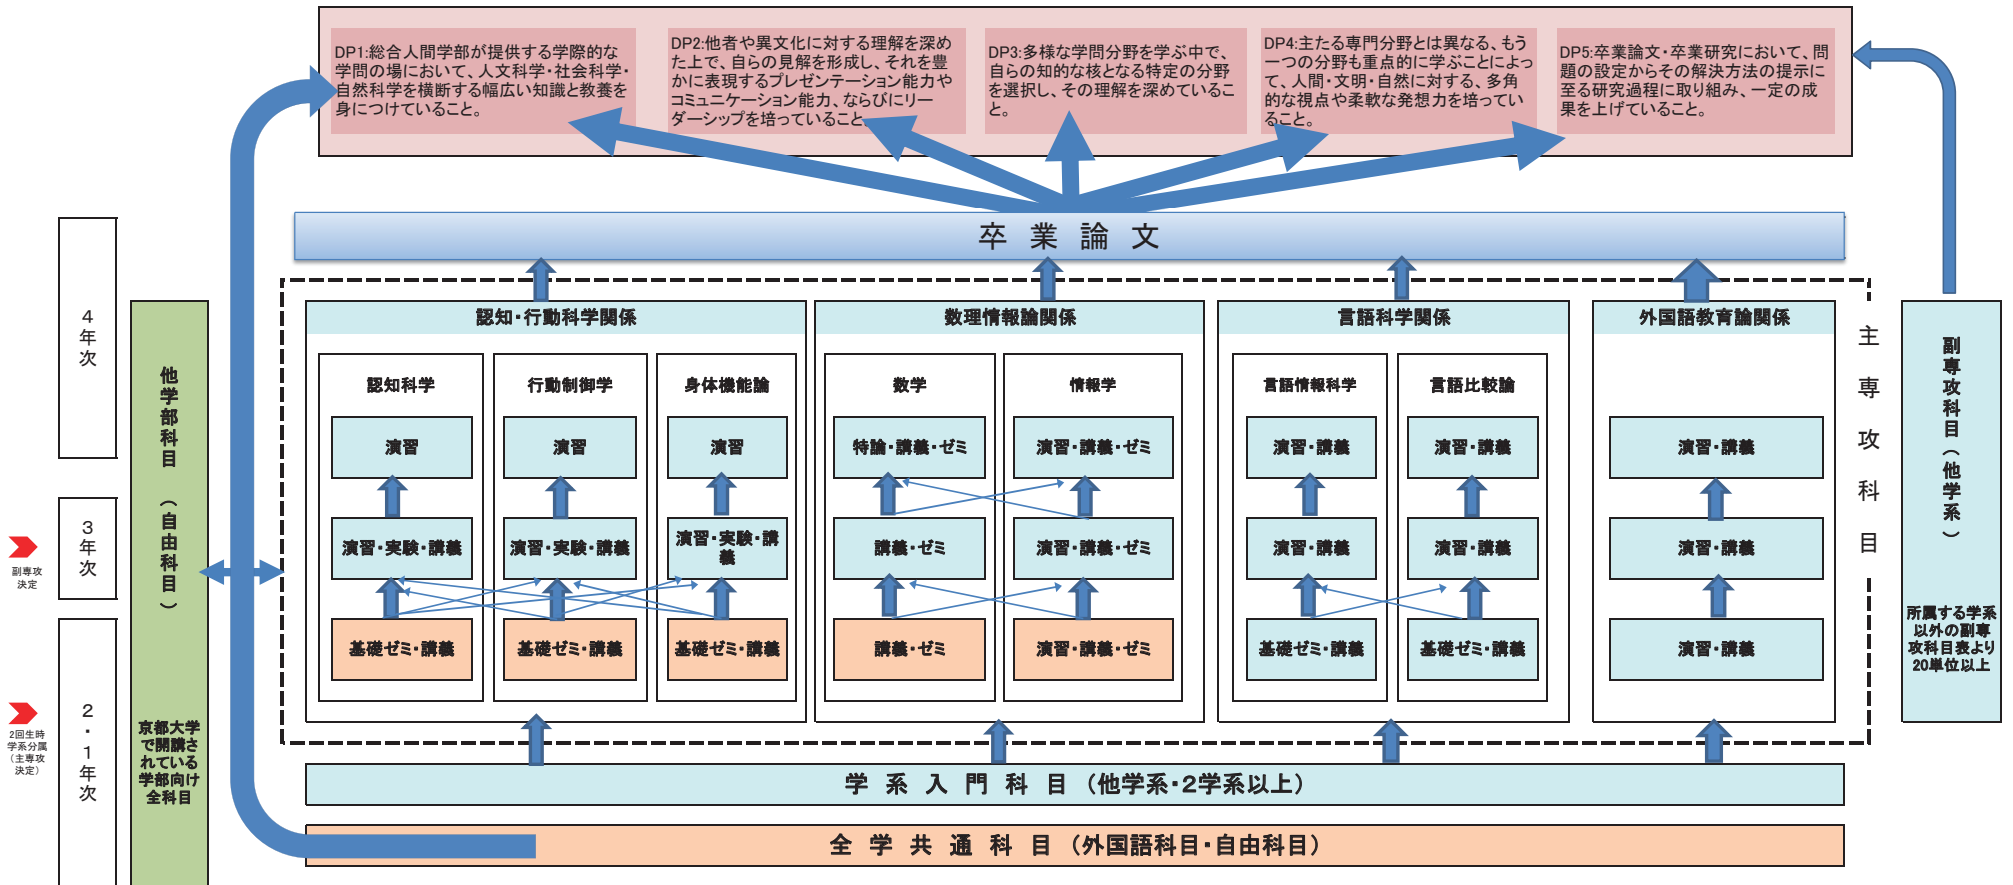 DP1:総合人間学部が提供する学際的な
学問の場において、人文科学・社会科学・
自然科学を横断する幅広い知識と教養を
身につけていること。
DP2:他者や異文化に対する理解を深め
た上で、自らの見解を形成し、それを豊
かに表現するプレゼンテーション能力や
コミュニケーション能力、ならびにリー
ダーシップを培っていること。
DP3:多様な学問分野を学ぶ中で、
自らの知的な核となる特定の分野
を選択し、その理解を深めているこ
と。
DP4:主たる専門分野とは異なる、もう
一つの分野も重点的に学ぶことによっ
て、人間・文明・自然に対する、多角
的な視点や柔軟な発想力を培ってい
ること。
DP5:卒業論文・卒業研究において、問
題の設定からその解決方法の提示に
至る研究過程に取り組み、一定の成
果を上げていること。
卒業論文
4年次
3年次
2・1年次
副専攻
決定
2回生時
学系分属
(主専攻
決定)
他学部科目(自由科目)
京都大学
で開講さ
れている
学部向け
全科目
認知・行動科学関係
認知科学
演習
演習・実験・講義
基礎ゼミ・講義
行動制御学
演習
演習・実験・講義
基礎ゼミ・講義
身体機能論
演習
演習・実験・講
義
基礎ゼミ・講義
数理情報論関係
数学
特論・講義・ゼミ
講義・ゼミ
講義・ゼミ
情報学
演習・講義・ゼミ
演習・講義・ゼミ
演習・講義・ゼミ
言語科学関係
言語情報科学
演習・講義
演習・講義
基礎ゼミ・講義
言語比較論
演習・講義
演習・講義
基礎ゼミ・講義
外国語教育論関係
演習・講義
演習・講義
演習・講義
主専攻科目
副専攻科目(他学系)
所属する学系
以外の副専
攻科目表より
20単位以上
学系入門科目(他学系・2学系以上)
全学共通科目(外国語科目・自由科目)